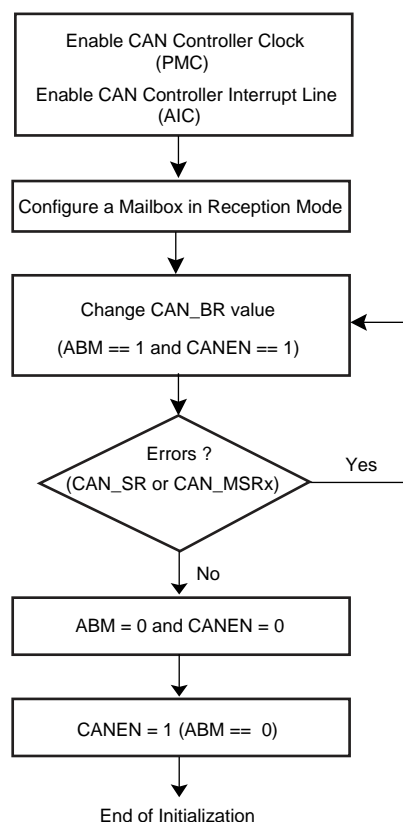 Enable CAN Controller Clock
(PMC)
Enable CAN Controller Interrupt Line
(AIC)
Configure a Mailbox in Reception Mode
Change CAN_BR value
(ABM == 1 and CANEN == 1)
Errors ?
(CAN_SR or CAN_MSRx)
Yes
No
ABM = 0 and CANEN = 0
CANEN = 1 (ABM == 0)
End of Initialization